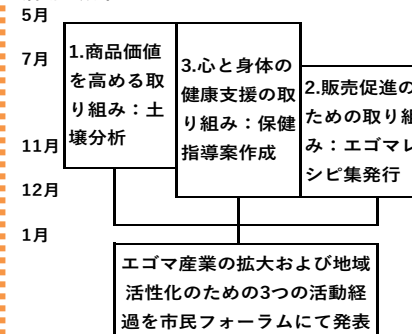 5月
7月
11月
12月
1月
1.商品価値
を高める取
り組み：土
壌分析
3.心と身体の
健康支援の取
り組み：保健
指導案作成
2.販売促進の
ための取り組
み：エゴマレ
シピ集発行
エゴマ産業の拡大および地域
活性化のための3つの活動経
過を市民フォーラムにて発表